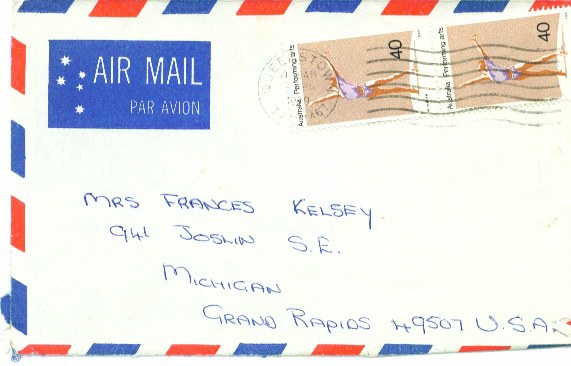 AIR MAIL
PAR AVION
Australia Performing arts 40
Australia Performing arts 40
MRS FRANCES KELSEY
941 JOSLIN S.E.
MICHIGAN
GRAND RAPIDS 49507 U.S.A.